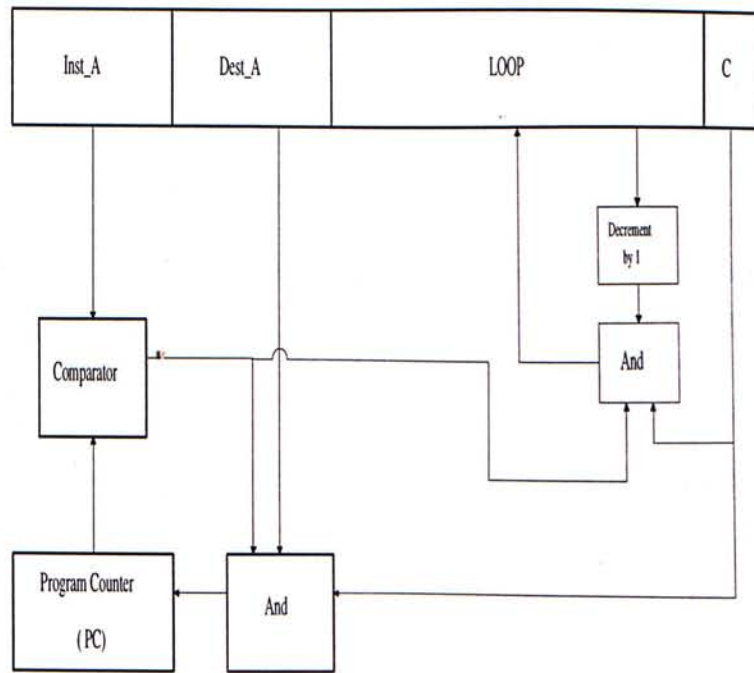 Inst_A
Dest_A
LOOP
C
Decrement
by 1
Comparator
And
Program Counter
( PC)
And